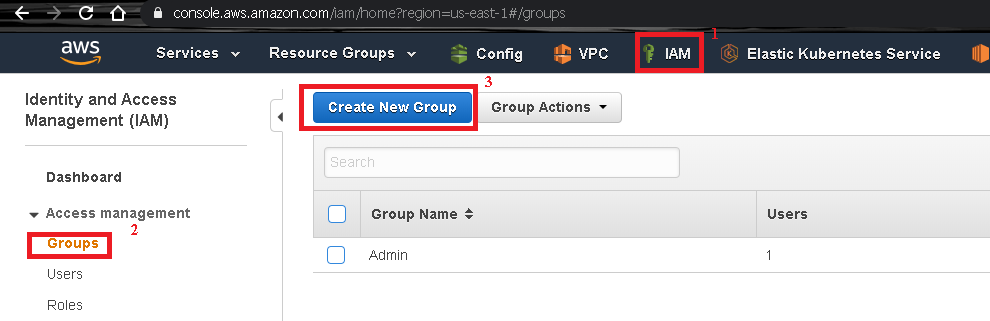 console.aws.amazon.com/iam/home?region=us-east-1#/groups
1
aws Services Resource Groups Config VPC IAM Elastic Kubernetes Service
3
Identity and Access
Management (IAM)
Create New Group Group Actions
Search
Dashboard
Access management
Group Name Users
2
Groups
Admin 1
Users
Roles